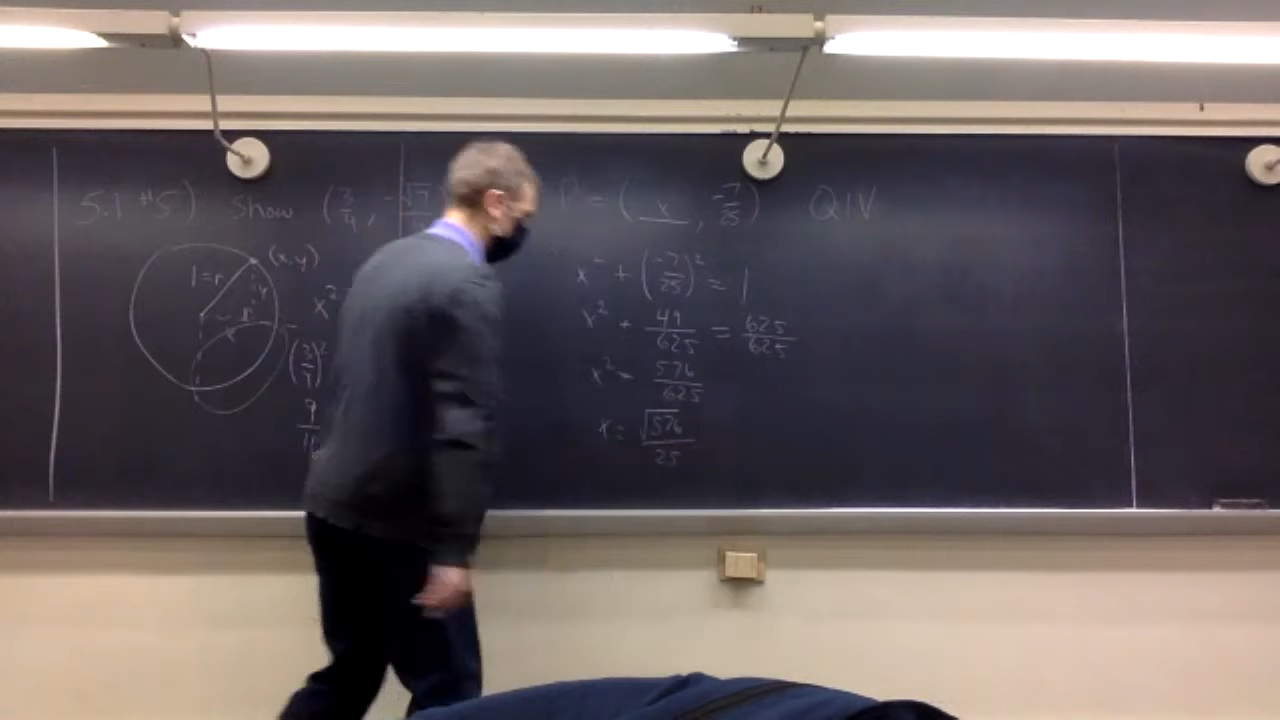 5.1 #5) Show (3/4, -√7
(x,y)
1=r
y
x
x²
(3/4)²
9/16
P = (x, -7/25) QIV
x² + (-7/25)² = 1
x² + 49/625 = 625/625
x² = 576/625
x = √576/25